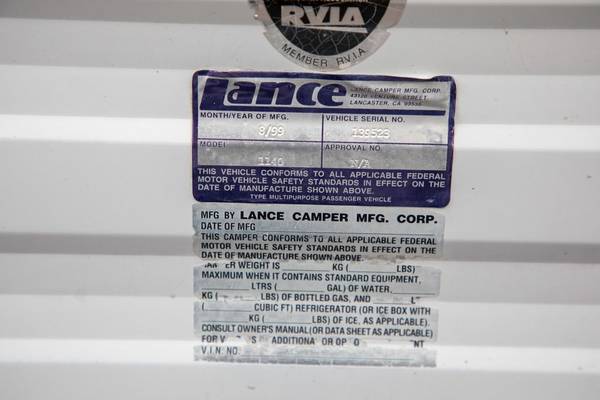 RVIA
MEMBER R.V.I.A.
Lance
LANCE CAMPER MFG. CORP.
43120 VENTURE STREET
LANCASTER, CA 93535
MONTH/YEAR OF MFG. VEHICLE SERIAL NO.
8/99 139523
MODEL APPROVAL NO.
1140 N/A
THIS VEHICLE CONFORMS TO ALL APPLICABLE FEDERAL
MOTOR VEHICLE SAFETY STANDARDS IN EFFECT ON THE
DATE OF MANUFACTURE SHOWN ABOVE.
TYPE MULTIPURPOSE PASSENGER VEHICLE
MFG BY LANCE CAMPER MFG. CORP.
DATE OF MFG
THIS CAMPER CONFORMS TO ALL APPLICABLE FEDERAL
MOTOR VEHICLE SAFETY STANDARDS IN EFFECT ON THE
DATE OF MANUFACTURE SHOWN ABOVE.
WEIGHT IS KG ( LBS)
MAXIMUM WHEN IT CONTAINS STANDARD EQUIPMENT,
LTRS ( GAL) OF WATER,
KG ( LBS) OF BOTTLED GAS, AND L
( CUBIC FT) REFRIGERATOR (OR ICE BOX WITH
KG ( LBS) OF ICE, AS APPLICABLE).
CONSULT OWNER'S MANUAL (OR DATA SHEET AS APPLICABLE)
FOR OR
V.I.N. NO.